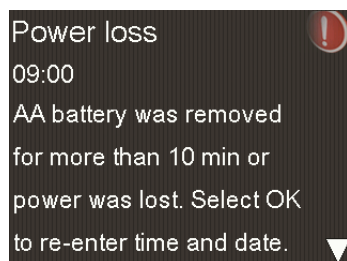 Power loss
09:00
AA battery was removed
for more than 10 min or
power was lost. Select OK
to re-enter time and date.